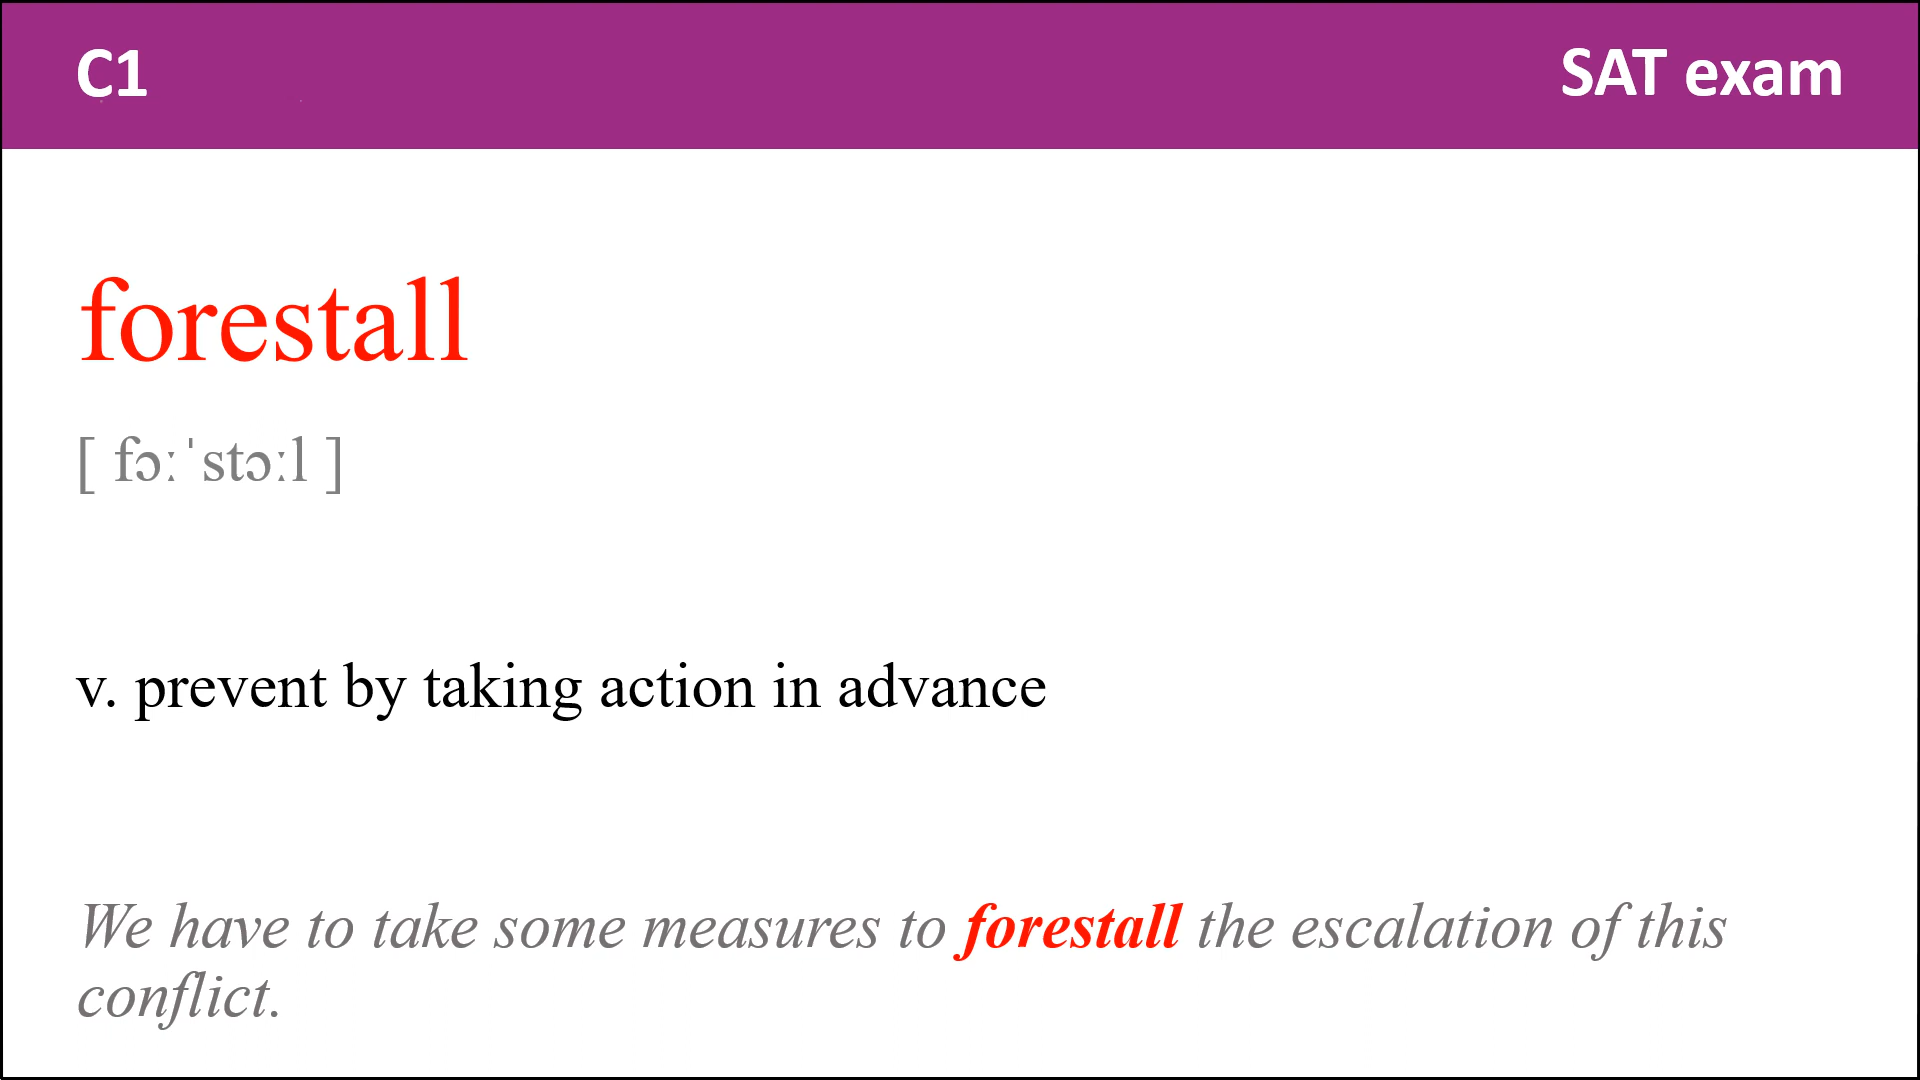 C1
SAT exam
forestall
[ fɔːˈstɔːl ]
v. prevent by taking action in advance
We have to take some measures to forestall the escalation of this
conflict.